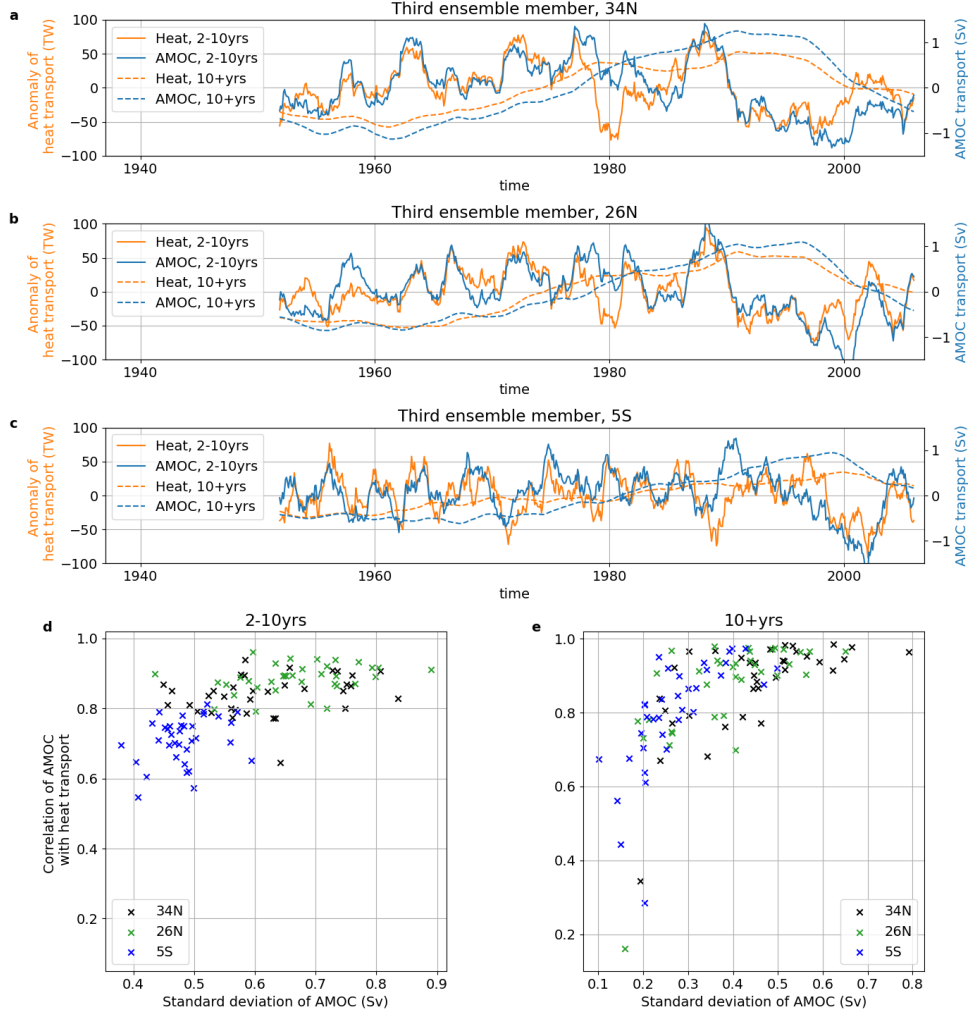 a
Third ensemble member, 34N
Anomaly of
heat transport (TW)
100
50
0
−50
−100
Heat, 2-10yrs
AMOC, 2-10yrs
Heat, 10+yrs
AMOC, 10+yrs
1
0
−1
AMOC transport (Sv)
1940 1960 1980 2000
time
b
Third ensemble member, 26N
Anomaly of
heat transport (TW)
100
50
0
−50
−100
Heat, 2-10yrs
AMOC, 2-10yrs
Heat, 10+yrs
AMOC, 10+yrs
1
0
−1
AMOC transport (Sv)
1940 1960 1980 2000
time
c
Third ensemble member, 5S
Anomaly of
heat transport (TW)
100
50
0
−50
−100
Heat, 2-10yrs
AMOC, 2-10yrs
Heat, 10+yrs
AMOC, 10+yrs
1
0
−1
AMOC transport (Sv)
1940 1960 1980 2000
time
d
2-10yrs
Correlation of AMOC
with heat transport
1.0
0.8
0.6
0.4
0.2
34N
26N
5S
0.4 0.5 0.6 0.7 0.8 0.9
Standard deviation of AMOC (Sv)
e
10+yrs
1.0
0.8
0.6
0.4
0.2
34N
26N
5S
0.1 0.2 0.3 0.4 0.5 0.6 0.7 0.8
Standard deviation of AMOC (Sv)